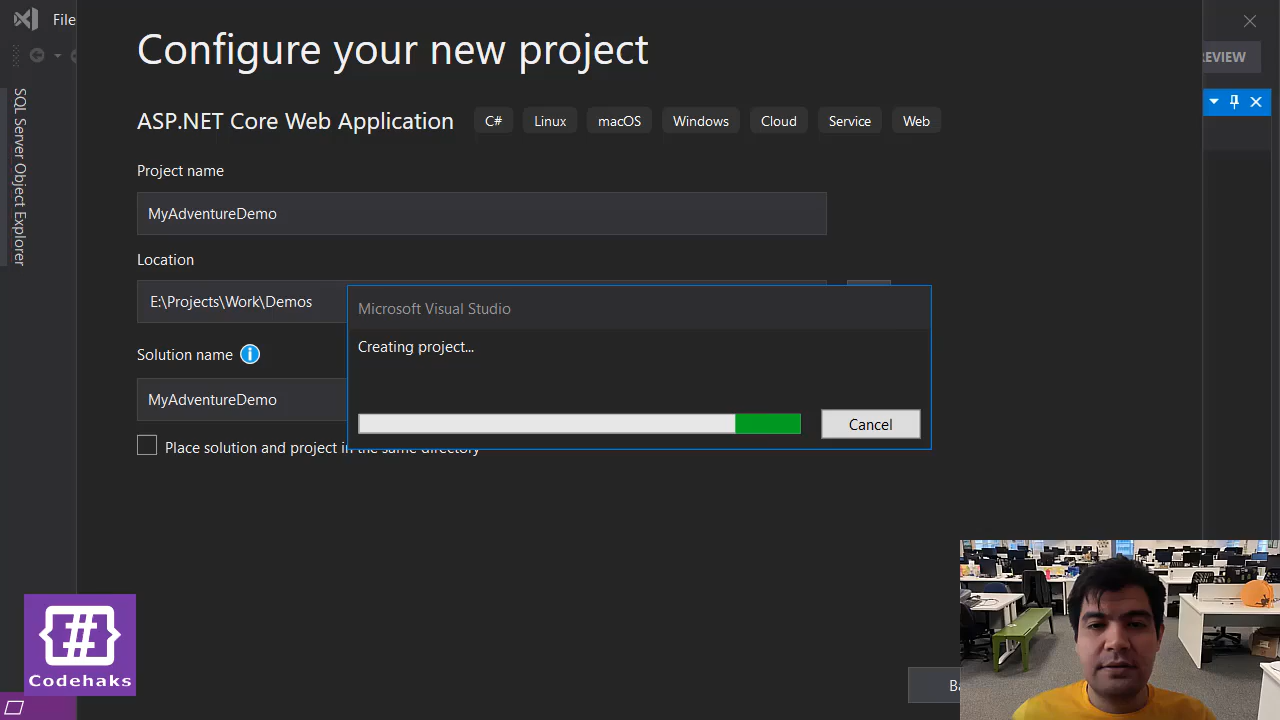 File
EVIEW
Configure your new project
ASP.NET Core Web Application C# Linux macOS Windows Cloud Service Web
SQL Server Object Explorer
Project name
MyAdventureDemo
Location
E:\Projects\Work\Demos
Solution name
MyAdventureDemo
Place solution and project in the same directory
Microsoft Visual Studio
Creating project...
Cancel
Ba
{#}
Codehaks